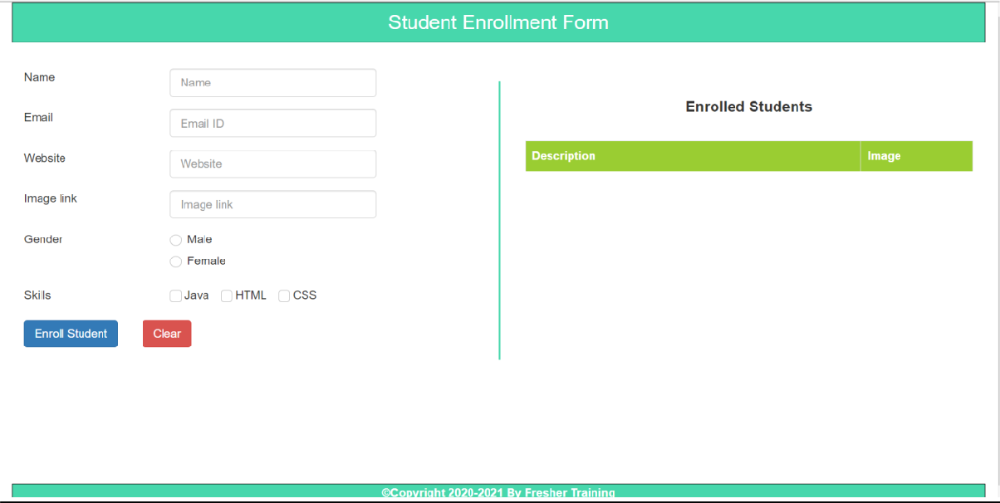 Student Enrollment Form
Name
Name
Email
Email ID
Website
Website
Image link
Image link
Gender
Male
Female
Skills
Java HTML CSS
Enroll Student Clear
Enrolled Students
Description Image
©Copyright 2020-2021 By Fresher Training